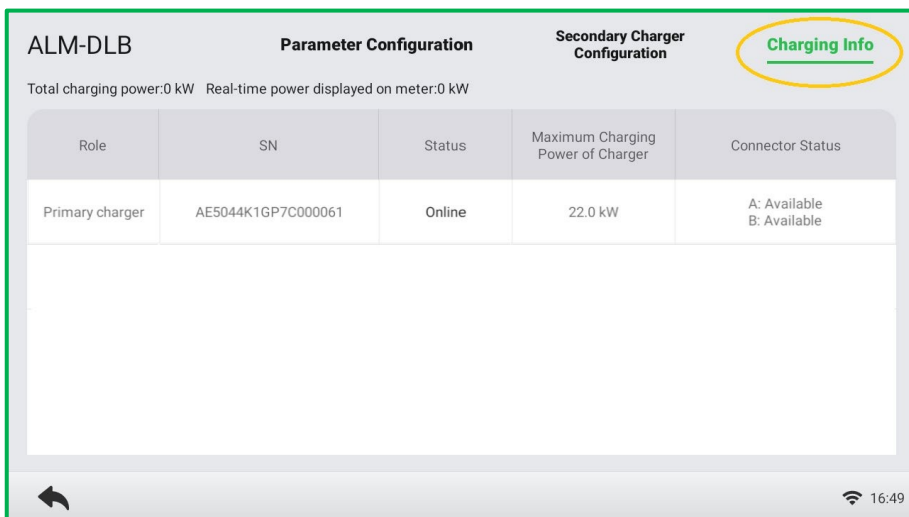 ALM-DLB
Parameter Configuration
Secondary Charger
Configuration
Charging Info
Total charging power:0 kW Real-time power displayed on meter:0 kW
Role
SN
Status
Maximum Charging
Power of Charger
Connector Status
Primary charger
AE5044K1GP7C000061
Online
22.0 kW
A: Available
B: Available
16:49